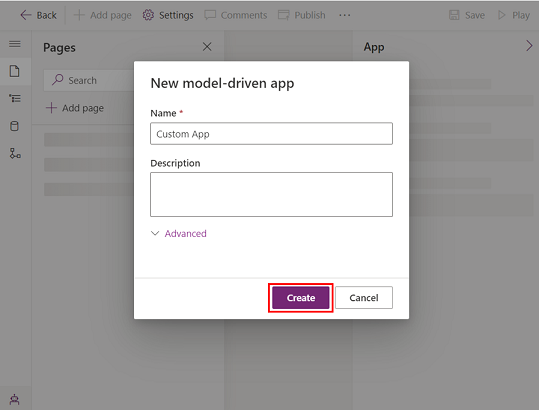 Back Add page Settings Comments Publish ... Save Play
Pages
App
Search
Add page
New model-driven app
Name *
Custom App
Description
Advanced
Create Cancel